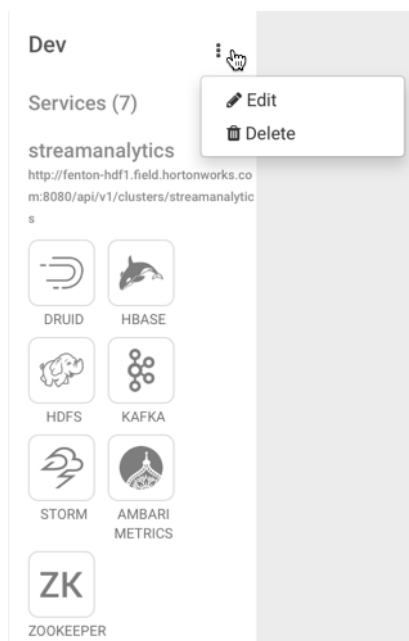 Dev
Edit
Services (7)
Delete
streamanalytics
http://fenton-hdf1.field.hortonworks.co
m:8080/api/v1/clusters/streamanalytic
s
DRUID HBASE
HDFS KAFKA
STORM AMBARI
METRICS
ZK
ZOOKEEPER